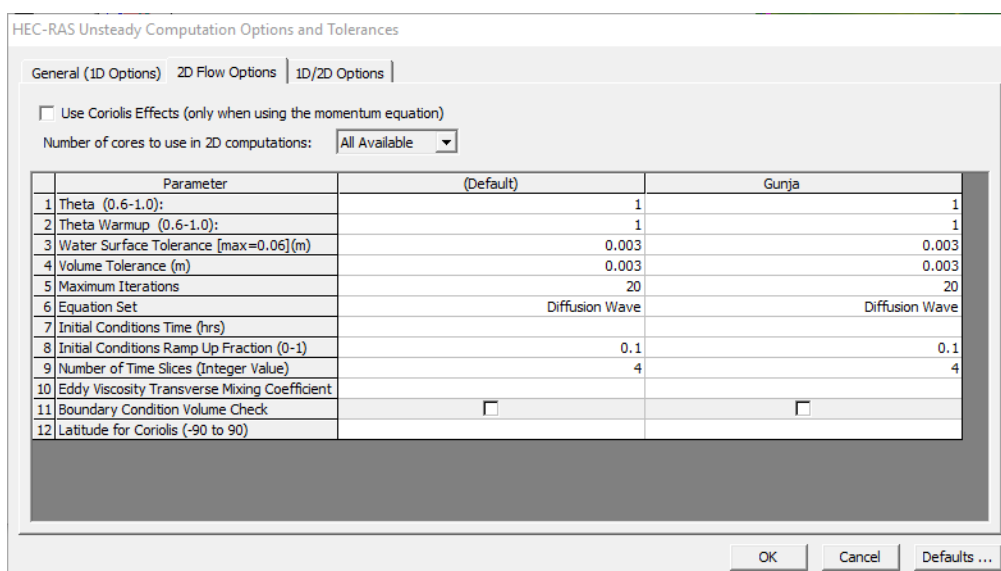 HEC-RAS Unsteady Computation Options and Tolerances
General (1D Options) 2D Flow Options 1D/2D Options
Use Coriolis Effects (only when using the momentum equation)
Number of cores to use in 2D computations: All Available
Parameter (Default) Gunja
1 Theta (0.6-1.0): 1 1
2 Theta Warmup (0.6-1.0): 1 1
3 Water Surface Tolerance [max=0.06](m) 0.003 0.003
4 Volume Tolerance (m) 0.003 0.003
5 Maximum Iterations 20 20
6 Equation Set Diffusion Wave Diffusion Wave
7 Initial Conditions Time (hrs)
8 Initial Conditions Ramp Up Fraction (0-1) 0.1 0.1
9 Number of Time Slices (Integer Value) 4 4
10 Eddy Viscosity Transverse Mixing Coefficient
11 Boundary Condition Volume Check
12 Latitude for Coriolis (-90 to 90)
OK Cancel Defaults ...